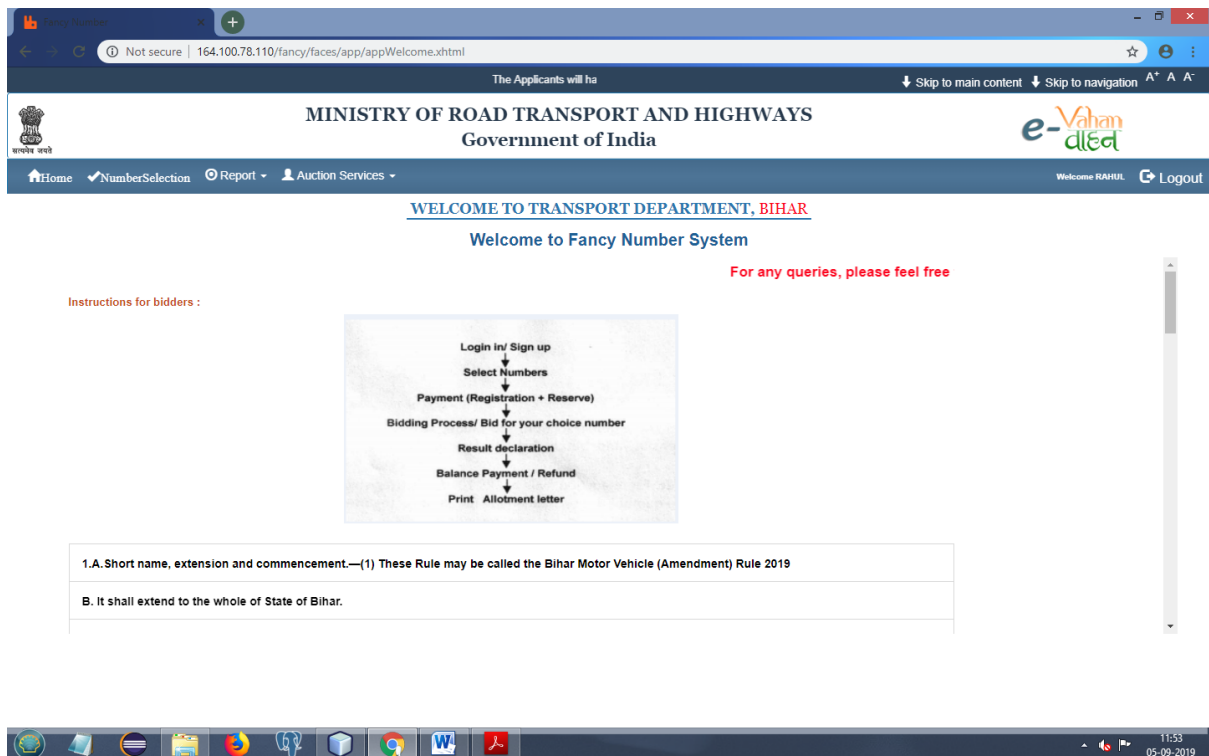 Fancy Number
Not secure | 164.100.78.110/fancy/faces/app/appWelcome.xhtml
The Applicants will ha
Skip to main content Skip to navigation A+ A A-
सत्यमेव जयते
MINISTRY OF ROAD TRANSPORT AND HIGHWAYS
Government of India
e-Vahan
वाहन
Home NumberSelection Report Auction Services
Welcome RAHUL Logout
WELCOME TO TRANSPORT DEPARTMENT, BIHAR
Welcome to Fancy Number System
For any queries, please feel free
Instructions for bidders :
Login in/ Sign up
Select Numbers
Payment (Registration + Reserve)
Bidding Process/ Bid for your choice number
Result declaration
Balance Payment / Refund
Print Allotment letter
1.A.Short name, extension and commencement.—(1) These Rule may be called the Bihar Motor Vehicle (Amendment) Rule 2019
B. It shall extend to the whole of State of Bihar.
11:53
05-09-2019